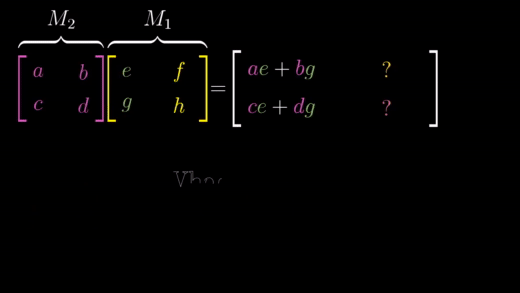 M₂ M₁
[a b; c d] [e f; g h] = [ae + bg ?; ce + dg ?]